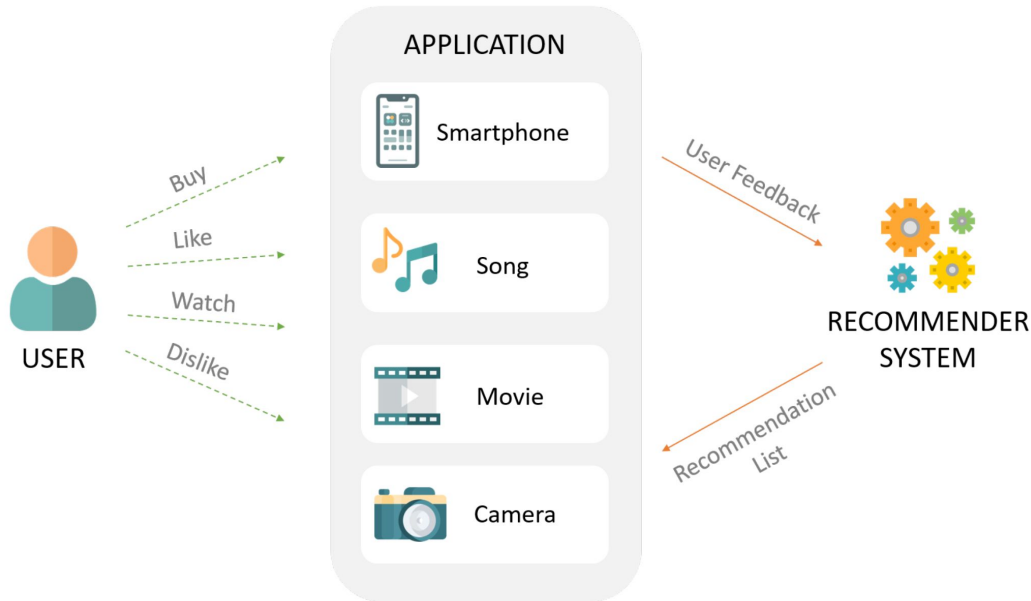 APPLICATION
Smartphone
Song
Movie
Camera
Buy
Like
Watch
Dislike
USER
User Feedback
RECOMMENDER
SYSTEM
Recommendation
List